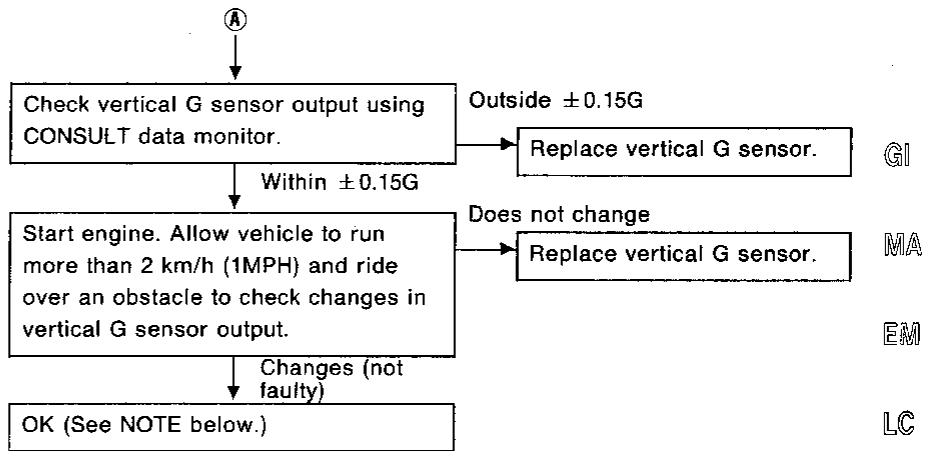 A
Check vertical G sensor output using
CONSULT data monitor.
Outside ±0.15G
Replace vertical G sensor.
Within ±0.15G
Start engine. Allow vehicle to run
more than 2 km/h (1MPH) and ride
over an obstacle to check changes in
vertical G sensor output.
Does not change
Replace vertical G sensor.
Changes (not
faulty)
OK (See NOTE below.)
GI
MA
EM
LC